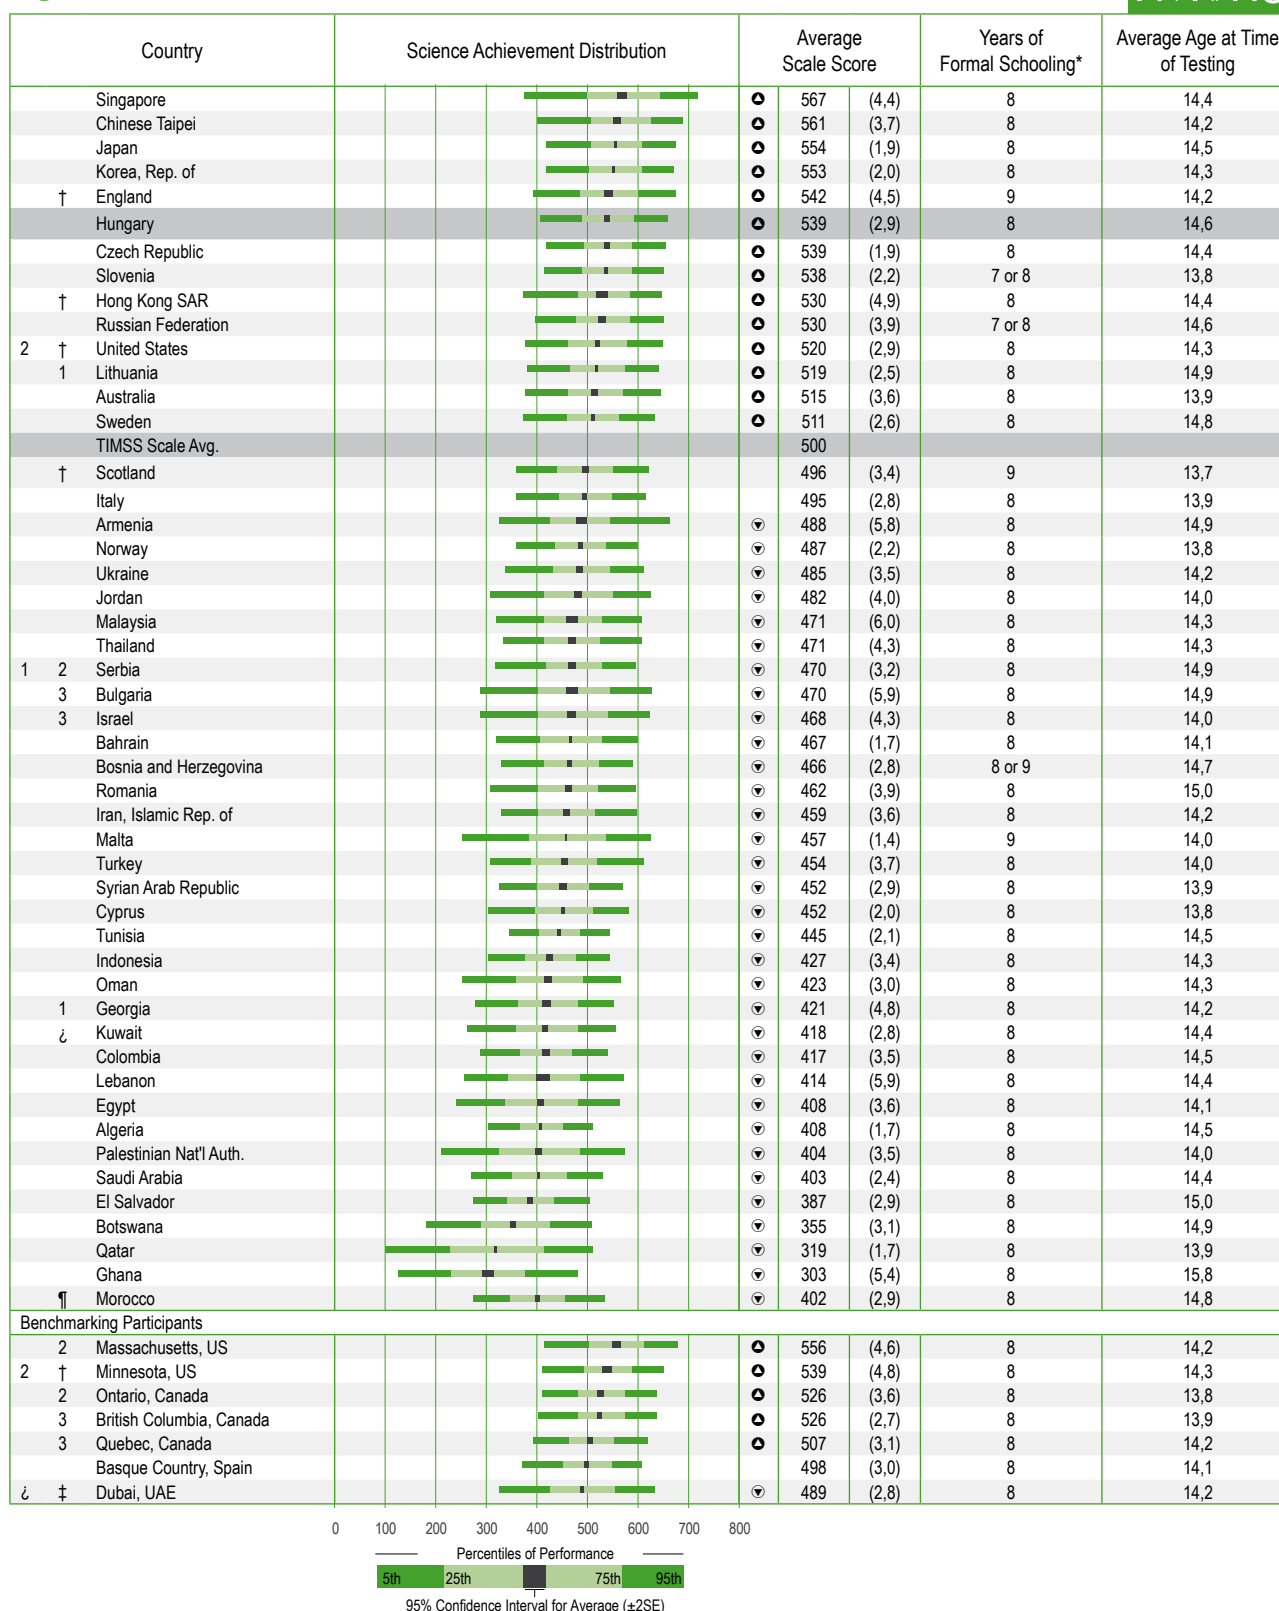 Country Science Achievement Distribution Average Scale Score Years of Formal Schooling* Average Age at Time of Testing
Singapore 567 (4,4) 8 14,4
Chinese Taipei 561 (3,7) 8 14,2
Japan 554 (1,9) 8 14,5
Korea, Rep. of 553 (2,0) 8 14,3
† England 542 (4,5) 9 14,2
Hungary 539 (2,9) 8 14,6
Czech Republic 539 (1,9) 8 14,4
Slovenia 538 (2,2) 7 or 8 13,8
† Hong Kong SAR 530 (4,9) 8 14,4
Russian Federation 530 (3,9) 7 or 8 14,6
2 † United States 520 (2,9) 8 14,3
1 Lithuania 519 (2,5) 8 14,9
Australia 515 (3,6) 8 13,9
Sweden 511 (2,6) 8 14,8
TIMSS Scale Avg. 500
† Scotland 496 (3,4) 9 13,7
Italy 495 (2,8) 8 13,9
Armenia 488 (5,8) 8 14,9
Norway 487 (2,2) 8 13,8
Ukraine 485 (3,5) 8 14,2
Jordan 482 (4,0) 8 14,0
Malaysia 471 (6,0) 8 14,3
Thailand 471 (4,3) 8 14,3
1 2 Serbia 470 (3,2) 8 14,9
3 Bulgaria 470 (5,9) 8 14,9
3 Israel 468 (4,3) 8 14,0
Bahrain 467 (1,7) 8 14,1
Bosnia and Herzegovina 466 (2,8) 8 or 9 14,7
Romania 462 (3,9) 8 15,0
Iran, Islamic Rep. of 459 (3,6) 8 14,2
Malta 457 (1,4) 9 14,0
Turkey 454 (3,7) 8 14,0
Syrian Arab Republic 452 (2,9) 8 13,9
Cyprus 452 (2,0) 8 13,8
Tunisia 445 (2,1) 8 14,5
Indonesia 427 (3,4) 8 14,3
Oman 423 (3,0) 8 14,3
1 Georgia 421 (4,8) 8 14,2
¿ Kuwait 418 (2,8) 8 14,4
Colombia 417 (3,5) 8 14,5
Lebanon 414 (5,9) 8 14,4
Egypt 408 (3,6) 8 14,1
Algeria 408 (1,7) 8 14,5
Palestinian Nat'l Auth. 404 (3,5) 8 14,0
Saudi Arabia 403 (2,4) 8 14,4
El Salvador 387 (2,9) 8 15,0
Botswana 355 (3,1) 8 14,9
Qatar 319 (1,7) 8 13,9
Ghana 303 (5,4) 8 15,8
¶ Morocco 402 (2,9) 8 14,8
Benchmarking Participants
2 Massachusetts, US 556 (4,6) 8 14,2
2 † Minnesota, US 539 (4,8) 8 14,3
2 Ontario, Canada 526 (3,6) 8 13,8
3 British Columbia, Canada 526 (2,7) 8 13,9
3 Quebec, Canada 507 (3,1) 8 14,2
Basque Country, Spain 498 (3,0) 8 14,1
¿ ‡ Dubai, UAE 489 (2,8) 8 14,2
0 100 200 300 400 500 600 700 800
Percentiles of Performance
5th 25th 75th 95th
95% Confidence Interval for Average (±2SE)